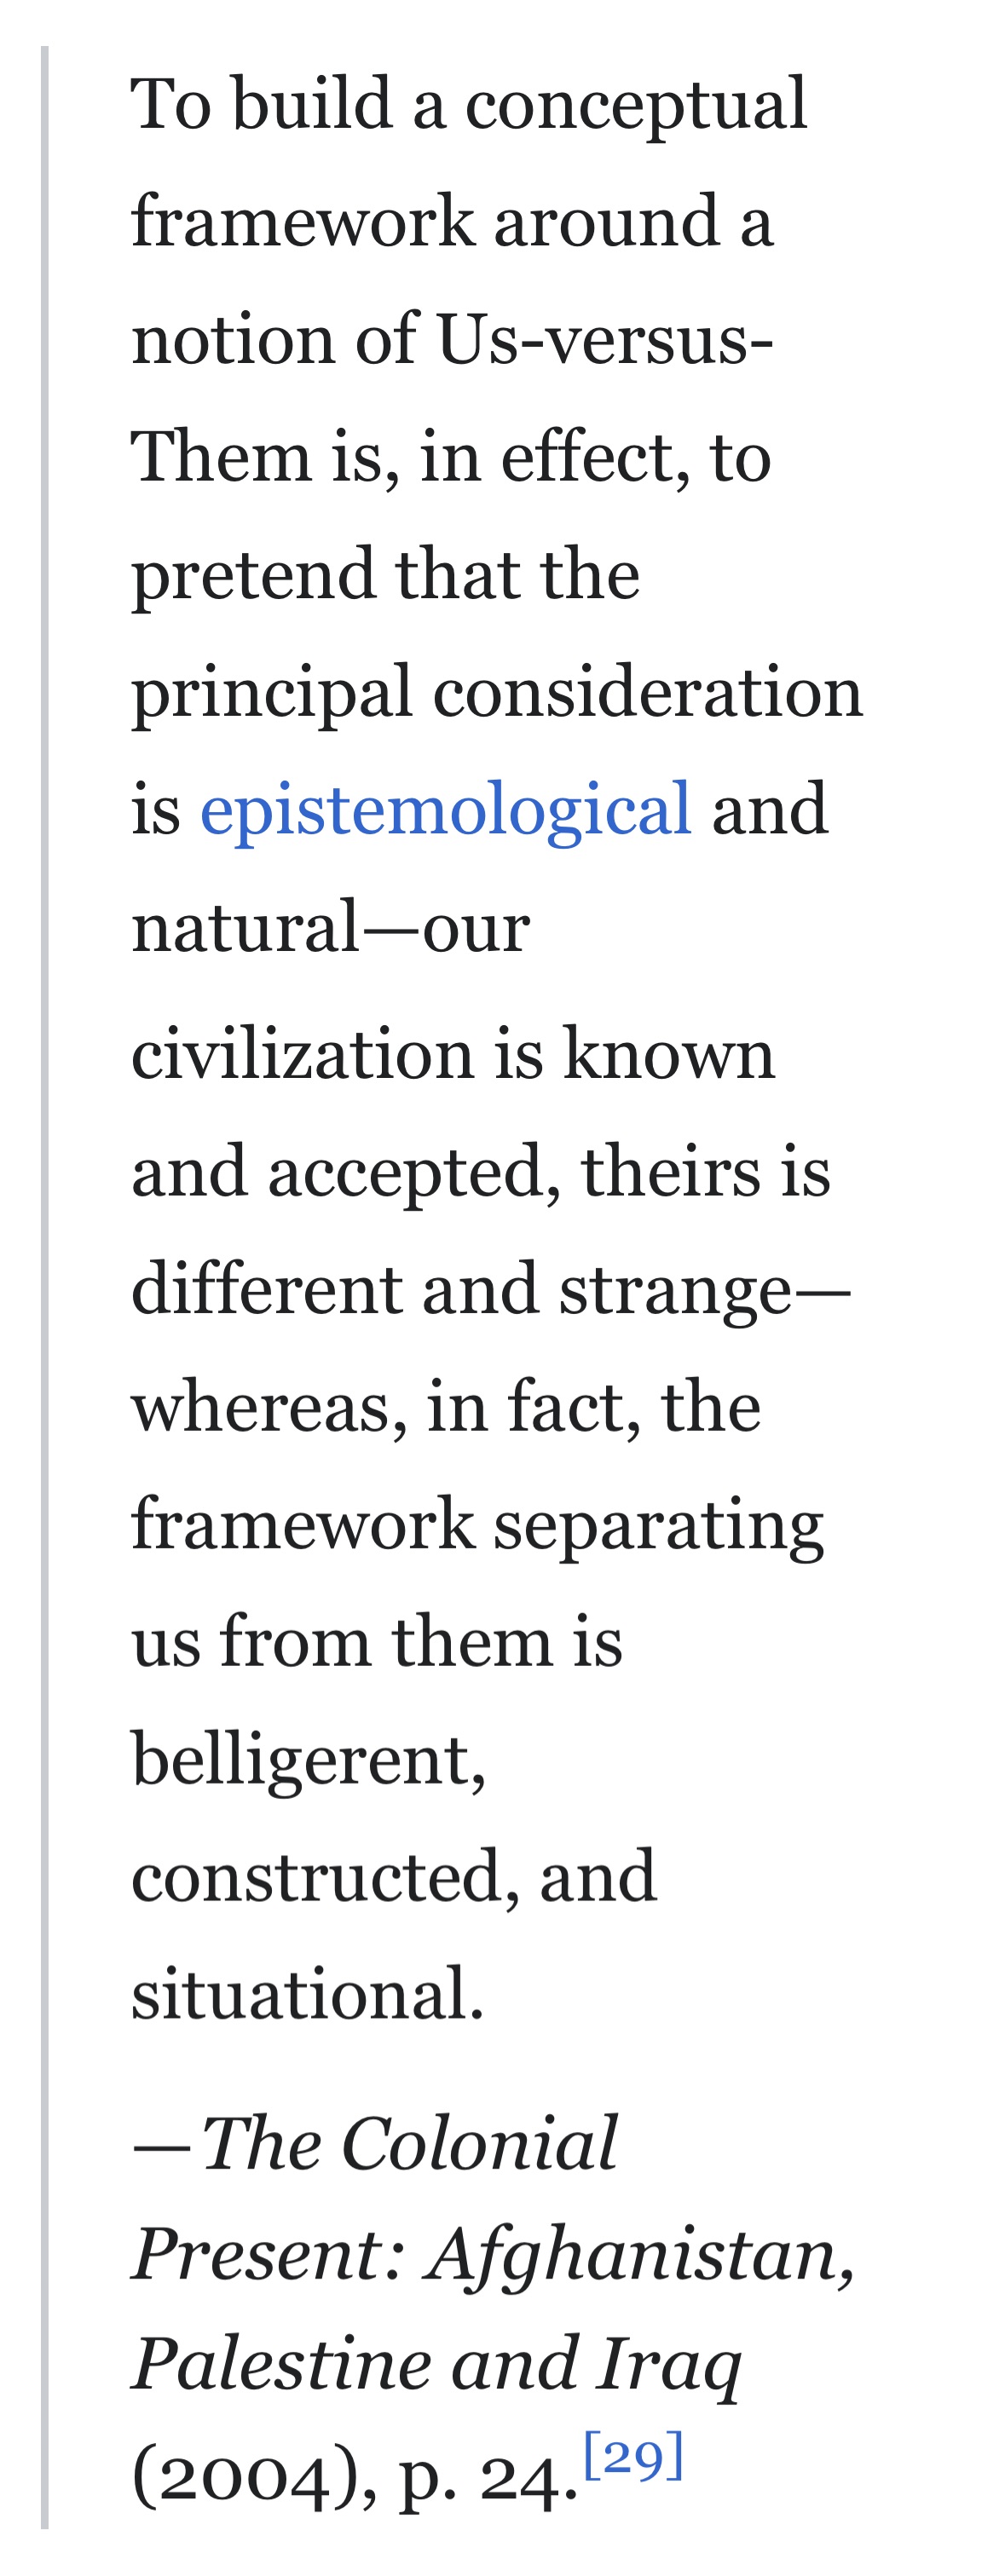 To build a conceptual
framework around a
notion of Us-versus-
Them is, in effect, to
pretend that the
principal consideration
is epistemological and
natural—our
civilization is known
and accepted, theirs is
different and strange—
whereas, in fact, the
framework separating
us from them is
belligerent,
constructed, and
situational.
—The Colonial
Present: Afghanistan,
Palestine and Iraq
(2004), p. 24.[29]